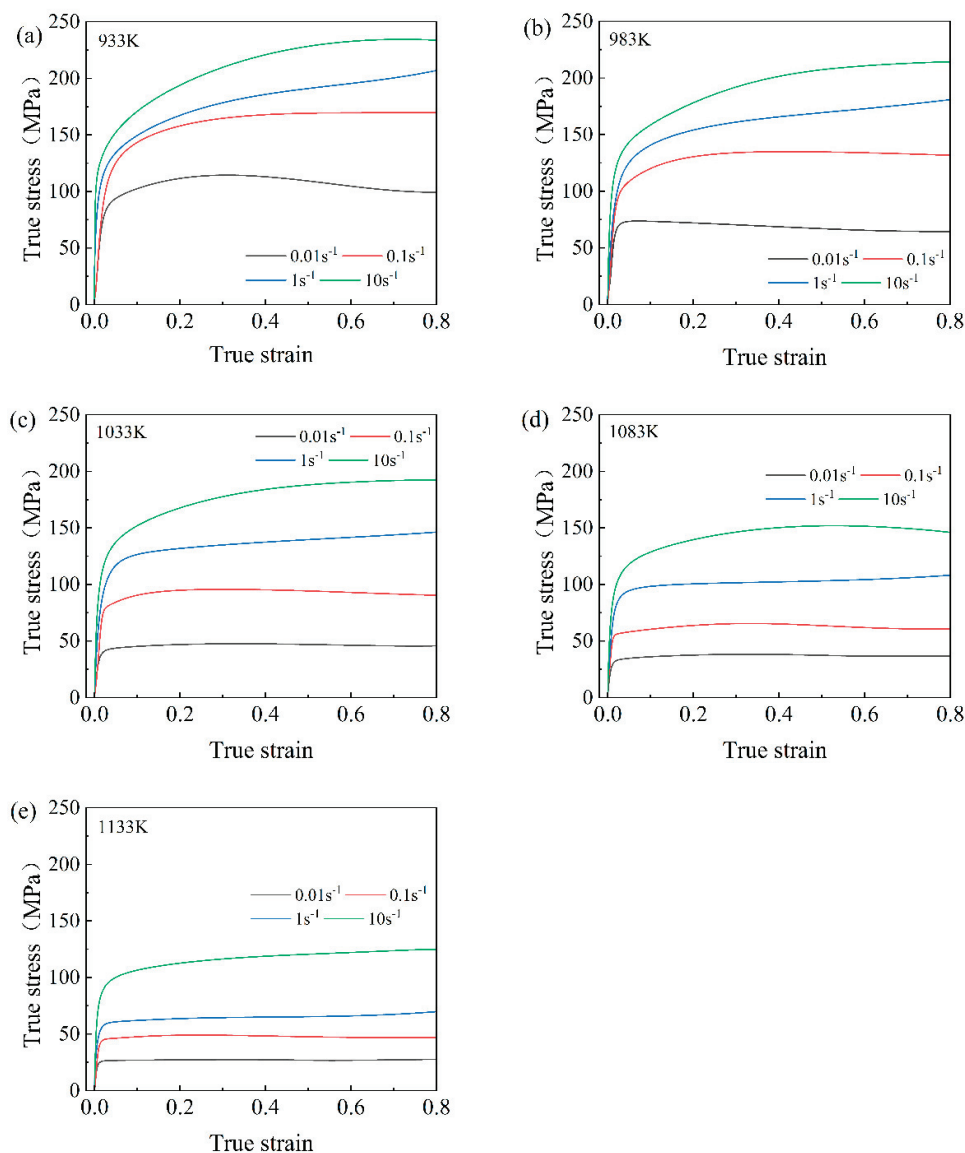 (a)
933K
250
200
150
100
50
0
True stress（MPa）
0.01s⁻¹ 0.1s⁻¹
1s⁻¹ 10s⁻¹
0.0 0.2 0.4 0.6 0.8
True strain
(b)
983K
250
200
150
100
50
0
True stress（MPa）
0.01s⁻¹ 0.1s⁻¹
1s⁻¹ 10s⁻¹
0.0 0.2 0.4 0.6 0.8
True strain
(c)
1033K
250
200
150
100
50
0
True stress（MPa）
0.01s⁻¹ 0.1s⁻¹
1s⁻¹ 10s⁻¹
0.0 0.2 0.4 0.6 0.8
True strain
(d)
1083K
250
200
150
100
50
0
True stress（MPa）
0.01s⁻¹ 0.1s⁻¹
1s⁻¹ 10s⁻¹
0.0 0.2 0.4 0.6 0.8
True strain
(e)
1133K
250
200
150
100
50
0
True stress（MPa）
0.01s⁻¹ 0.1s⁻¹
1s⁻¹ 10s⁻¹
0.0 0.2 0.4 0.6 0.8
True strain